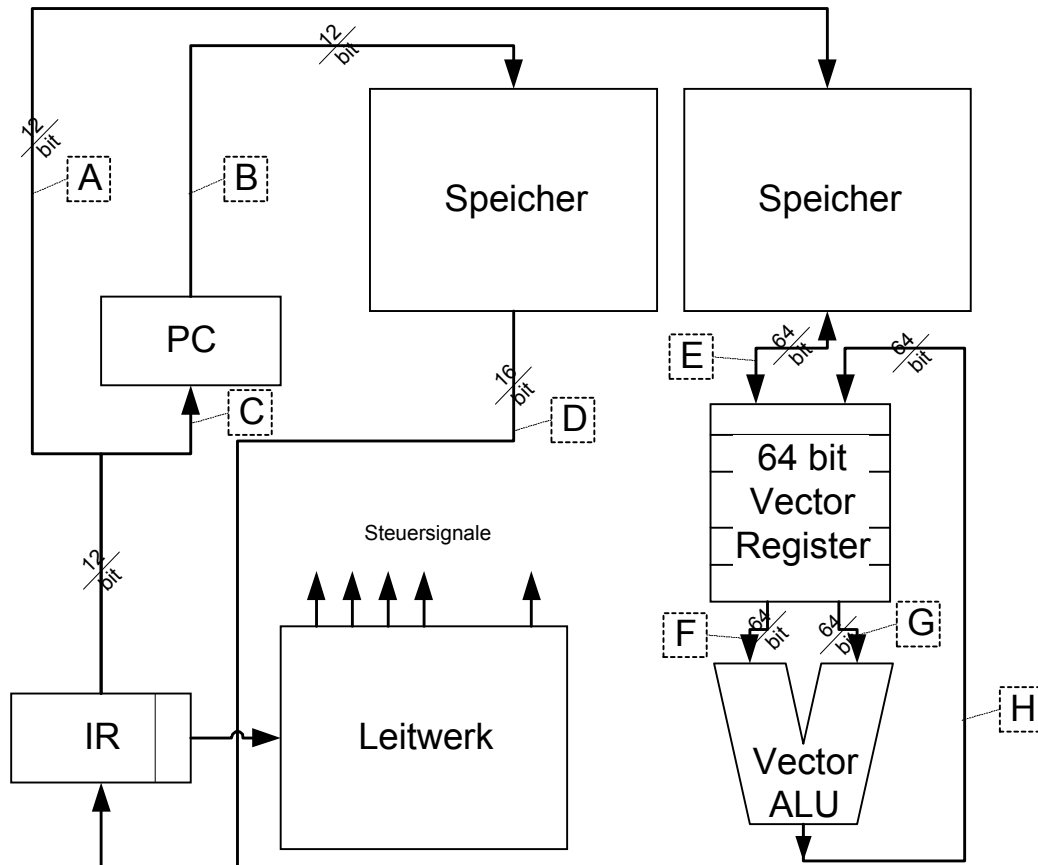 12
bit
12
bit
A
B
Speicher
Speicher
PC
C
16
bit
D
E
64
bit
64
bit
64 bit
Vector
Register
Steuersignale
12
bit
F
64
bit
64
bit
G
IR
Leitwerk
H
Vector
ALU